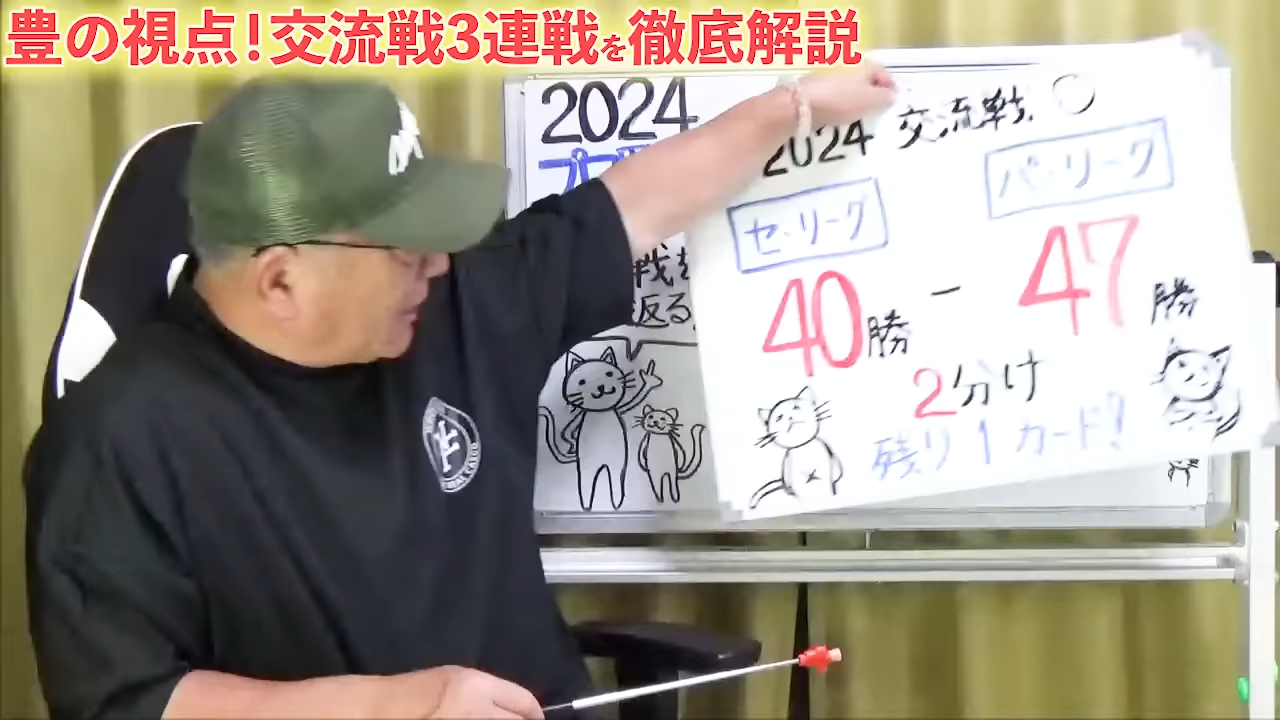 豊の視点！交流戦3連戦を徹底解説
2024
2024 交流戦 〇
セ・リーグ
パ・リーグ
40勝 - 47勝
2分け
残り1カード!
返る